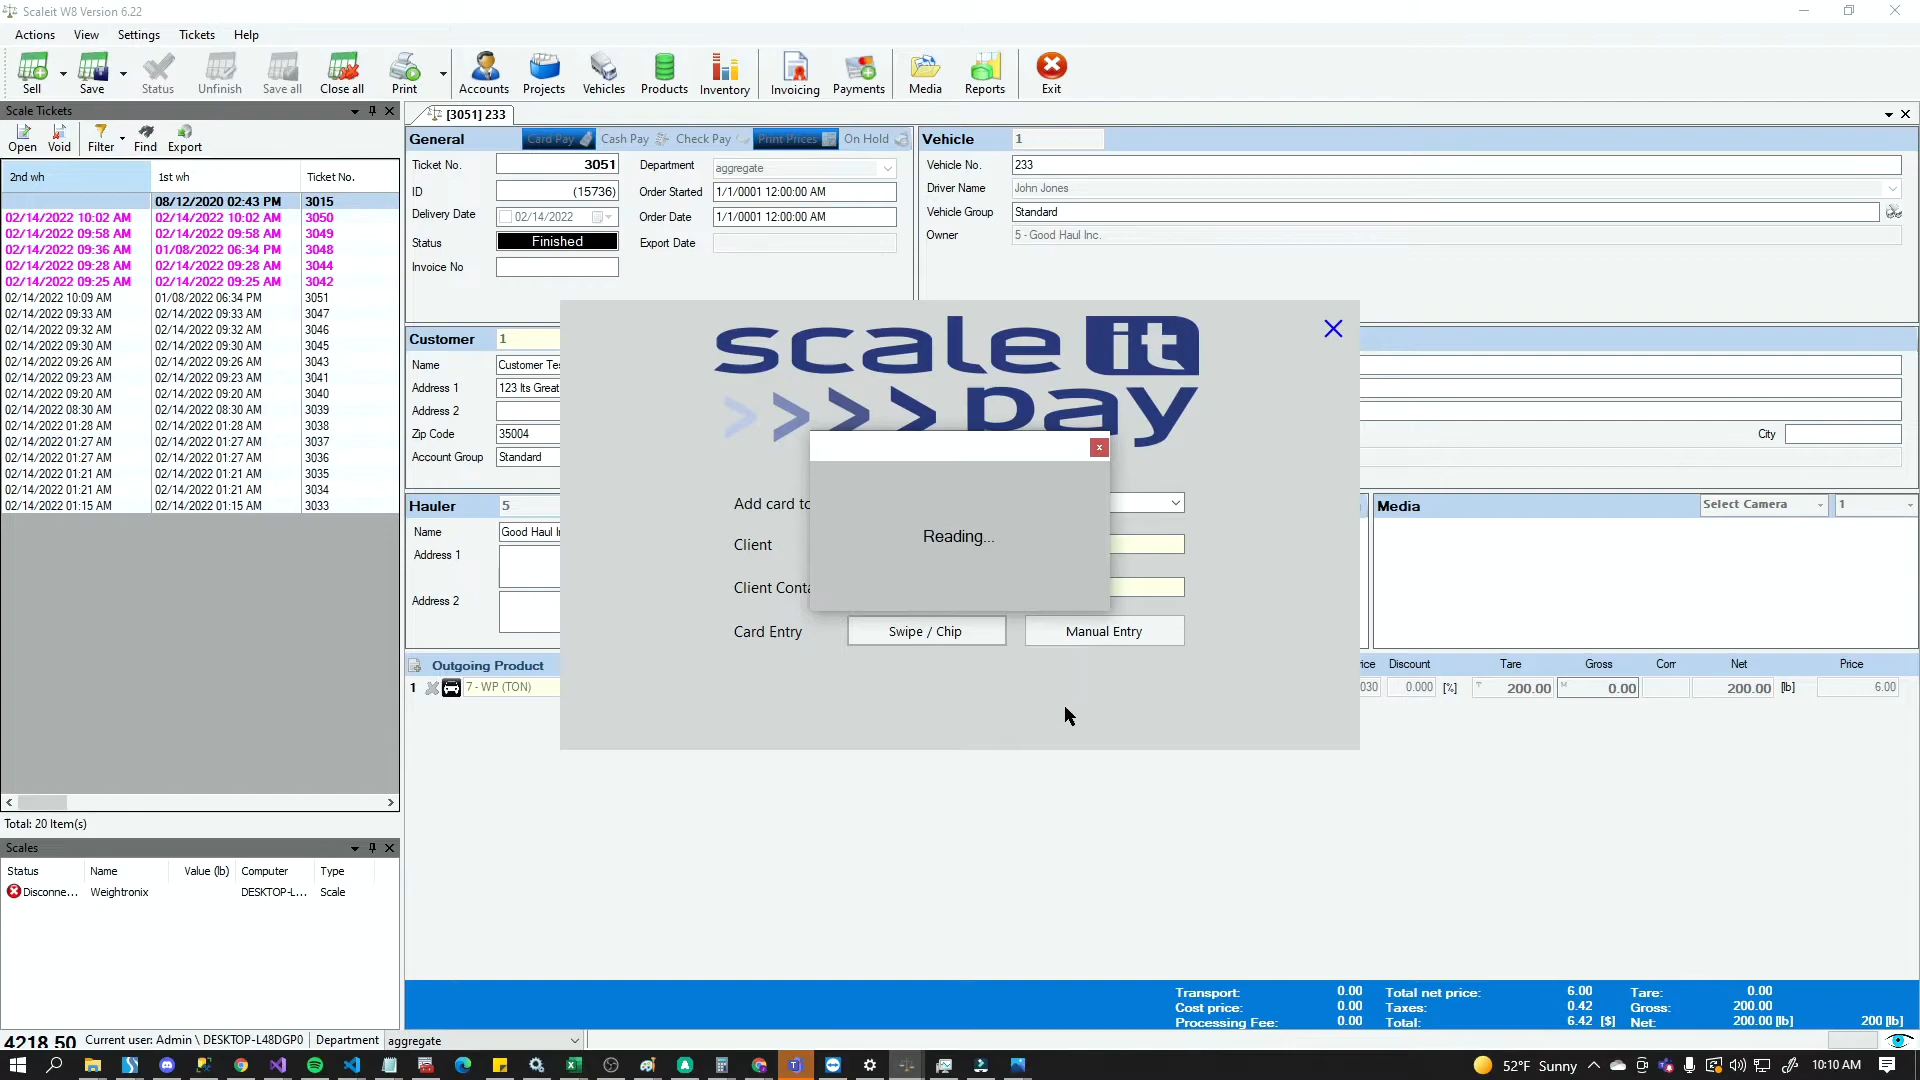 Scaleit W8 Version 6.22
Actions View Settings Tickets Help
Sell Save Status Unfinish Save all Close all Print Accounts Projects Vehicles Products Inventory Invoicing Payments Media Reports Exit
Scale Tickets
Open Void Filter Find Export
2nd wh 1st wh Ticket No.
08/12/2020 02:43 PM 3015
02/14/2022 10:02 AM 02/14/2022 10:02 AM 3050
02/14/2022 09:58 AM 02/14/2022 09:58 AM 3049
02/14/2022 09:36 AM 01/08/2022 06:34 PM 3048
02/14/2022 09:28 AM 02/14/2022 09:28 AM 3044
02/14/2022 09:25 AM 02/14/2022 09:25 AM 3042
02/14/2022 10:09 AM 01/08/2022 06:34 PM 3051
02/14/2022 09:33 AM 02/14/2022 09:33 AM 3047
02/14/2022 09:32 AM 02/14/2022 09:32 AM 3046
02/14/2022 09:30 AM 02/14/2022 09:30 AM 3045
02/14/2022 09:26 AM 02/14/2022 09:26 AM 3043
02/14/2022 09:23 AM 02/14/2022 09:23 AM 3041
02/14/2022 09:20 AM 02/14/2022 09:20 AM 3040
02/14/2022 08:30 AM 02/14/2022 08:30 AM 3039
02/14/2022 01:28 AM 02/14/2022 01:28 AM 3038
02/14/2022 01:27 AM 02/14/2022 01:27 AM 3037
02/14/2022 01:27 AM 02/14/2022 01:27 AM 3036
02/14/2022 01:21 AM 02/14/2022 01:21 AM 3035
02/14/2022 01:21 AM 02/14/2022 01:21 AM 3034
02/14/2022 01:15 AM 02/14/2022 01:15 AM 3033
Total: 20 Item(s)
Scales
Status Name Value (lb) Computer Type
Disconne... Weightronix DESKTOP-L... Scale
[3051] 233
General Card Pay Cash Pay Check Pay Print Prices On Hold
Ticket No. 3051 Department aggregate
ID (15736) Order Started 1/1/0001 12:00:00 AM
Delivery Date 02/14/2022 Order Date 1/1/0001 12:00:00 AM
Status Finished Export Date
Invoice No
Vehicle 1
Vehicle No. 233
Driver Name John Jones
Vehicle Group Standard
Owner 5 - Good Haul Inc.
Customer 1
Name Customer Te
Address 1 123 Its Great
Address 2
Zip Code 35004 City
Account Group Standard
Hauler 5
Name Good Haul I
Address 1
Address 2
Media Select Camera 1
scale it
>>>> pay
Add card to
Client
Client Conta
Reading...
Card Entry Swipe / Chip Manual Entry
Outgoing Product ice Discount Tare Gross Corr Net Price
1 7 - WP (TON) 030 0.000 [%] T 200.00 M 0.00 200.00 [lb] 6.00
Transport: 0.00 Total net price: 6.00 Tare: 0.00
Cost price: 0.00 Taxes: 0.42 Gross: 200.00
Processing Fee: 0.00 Total: 6.42 [$] Net: 200.00 [lb] 200 [lb]
4218.50 Current user: Admin \ DESKTOP-L48DGP0 Department aggregate
52°F Sunny 10:10 AM